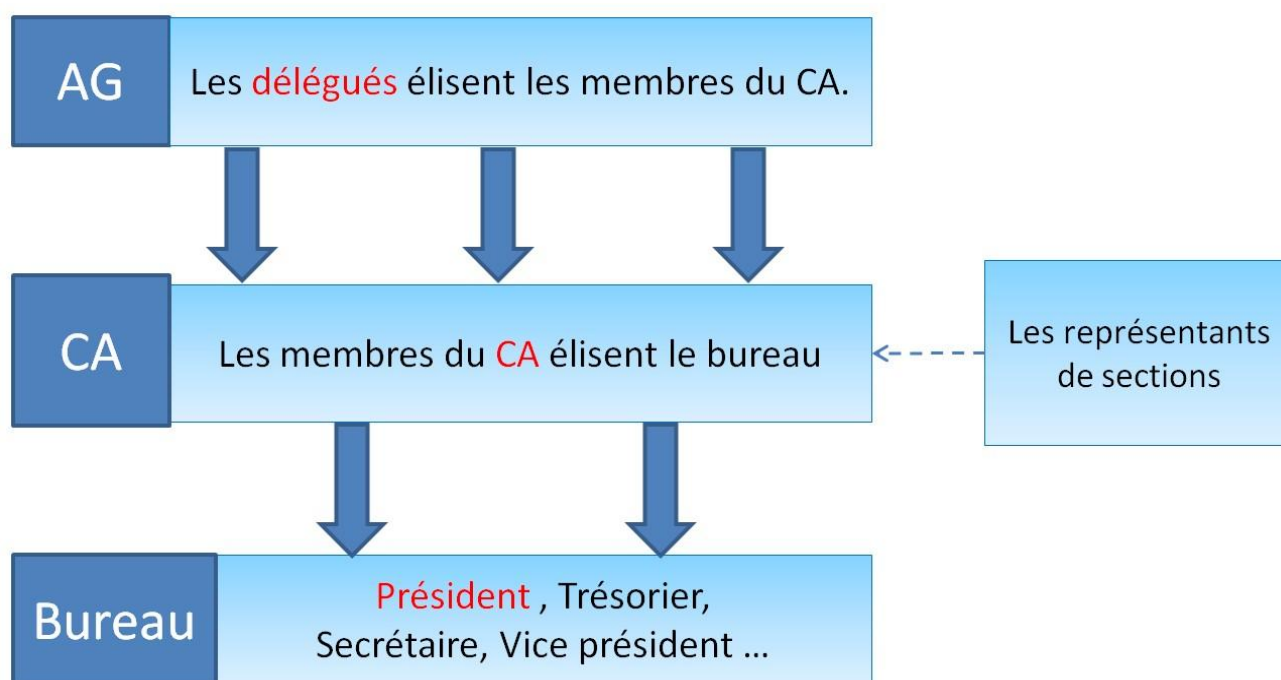 AG
Les délégués élisent les membres du CA.
CA
Les membres du CA élisent le bureau
Les représentants
de sections
Bureau
Président , Trésorier,
Secrétaire, Vice président ...